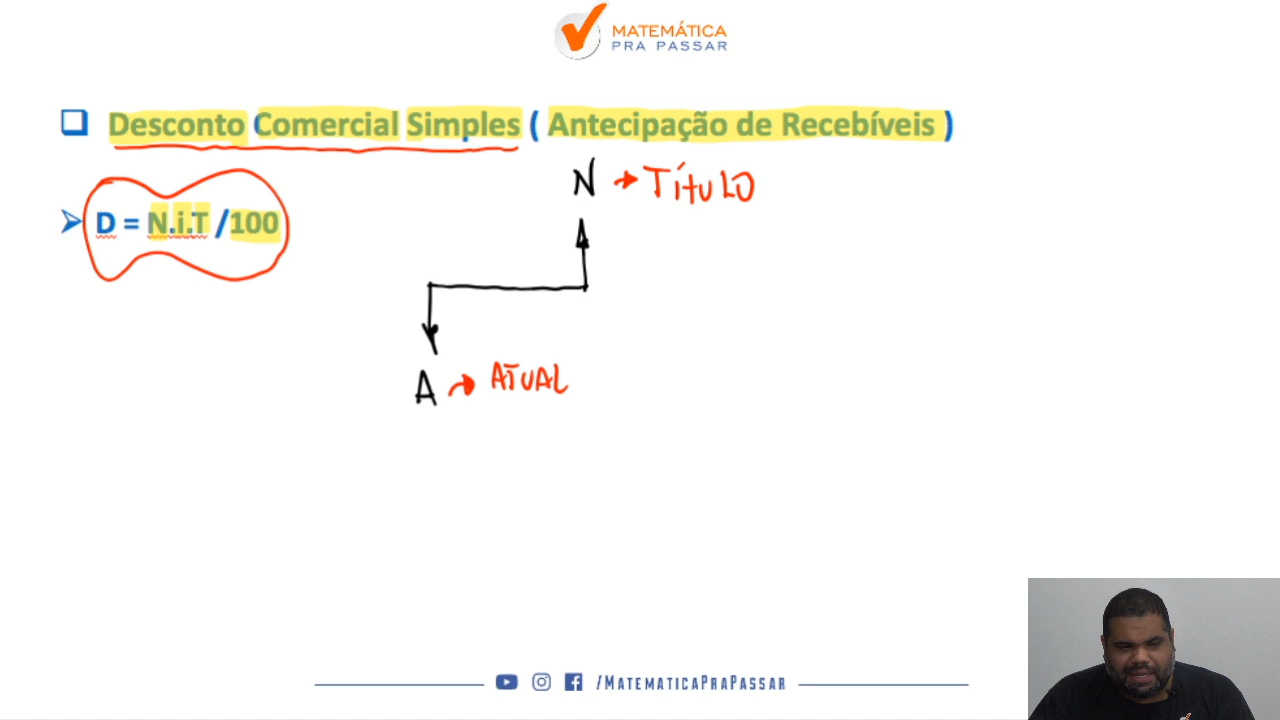 MATEMÁTICA
PRA PASSAR
Desconto Comercial Simples ( Antecipação de Recebíveis )
N → TÍTULO
D = N.i.T /100
A → ATUAL
/MATEMATICAPRAPASSAR